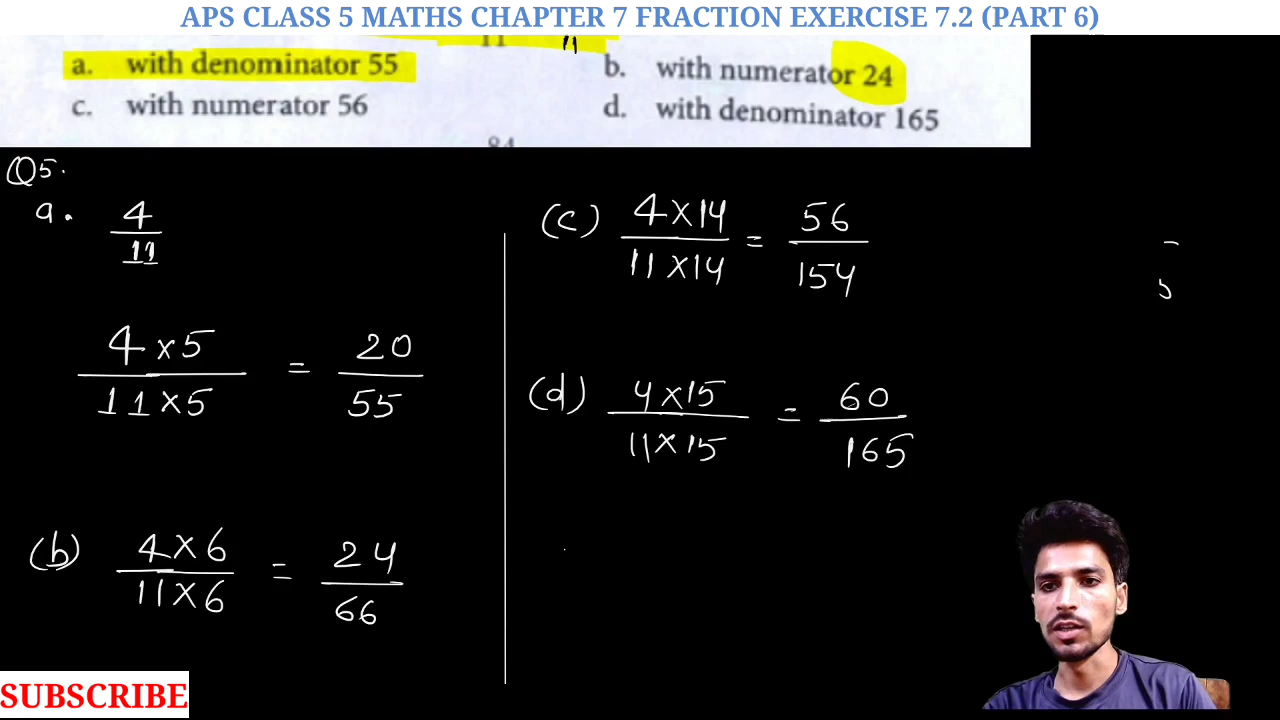 APS CLASS 5 MATHS CHAPTER 7 FRACTION EXERCISE 7.2 (PART 6)
a. with denominator 55
b. with numerator 24
c. with numerator 56
d. with denominator 165
Q5.
a. 4/11
4×5/11×5 = 20/55
(b) 4×6/11×6 = 24/66
(c) 4×14/11×14 = 56/154
(d) 4×15/11×15 = 60/165
SUBSCRIBE